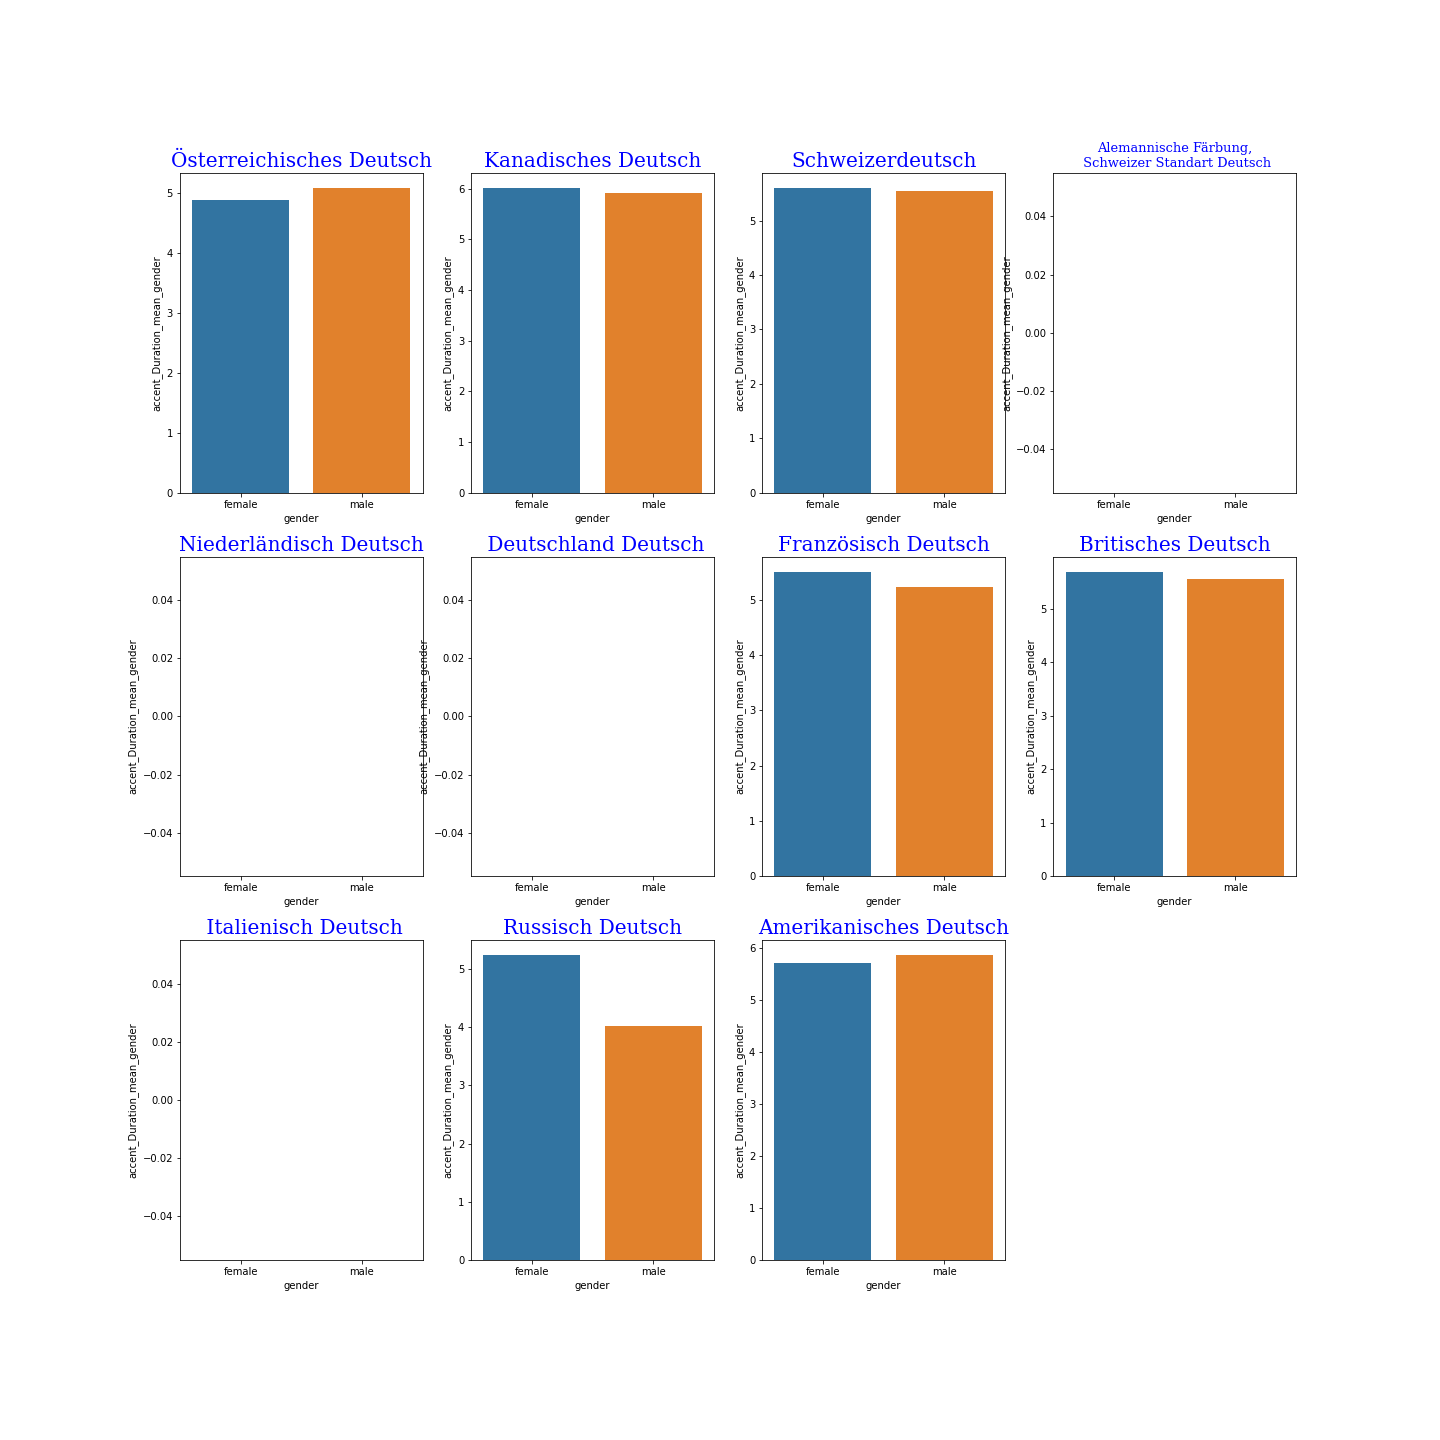 Österreichisches Deutsch
accent_Duration_mean_gender
5
4
3
2
1
0
female male
gender
Kanadisches Deutsch
accent_Duration_mean_gender
6
5
4
3
2
1
0
female male
gender
Schweizerdeutsch
accent_Duration_mean_gender
5
4
3
2
1
0
female male
gender
Alemannische Färbung,
Schweizer Standart Deutsch
accent_Duration_mean_gender
0.04
0.02
0.00
−0.02
−0.04
female male
gender
Niederländisch Deutsch
accent_Duration_mean_gender
0.04
0.02
0.00
−0.02
−0.04
female male
gender
Deutschland Deutsch
accent_Duration_mean_gender
0.04
0.02
0.00
−0.02
−0.04
female male
gender
Französisch Deutsch
accent_Duration_mean_gender
5
4
3
2
1
0
female male
gender
Britisches Deutsch
accent_Duration_mean_gender
5
4
3
2
1
0
female male
gender
Italienisch Deutsch
accent_Duration_mean_gender
0.04
0.02
0.00
−0.02
−0.04
female male
gender
Russisch Deutsch
accent_Duration_mean_gender
5
4
3
2
1
0
female male
gender
Amerikanisches Deutsch
accent_Duration_mean_gender
6
5
4
3
2
1
0
female male
gender